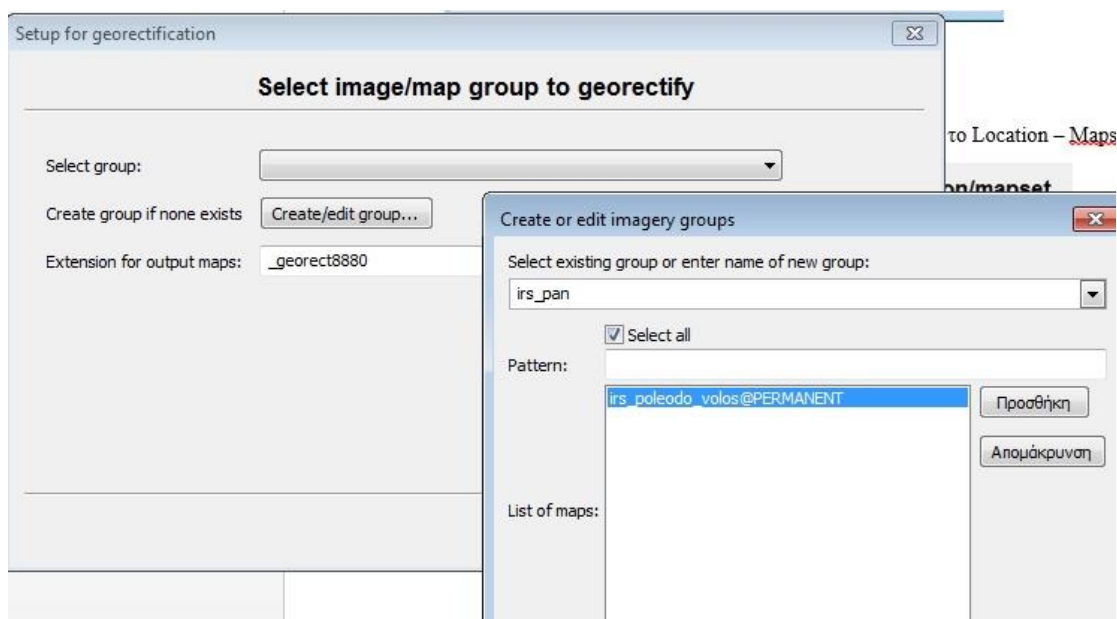 Setup for georectification
Select image/map group to georectify
Select group:
Create group if none exists
Create/edit group...
Extension for output maps:
_georect8880
το Location – Maps
on/mapset
Create or edit imagery groups
Select existing group or enter name of new group:
irs_pan
Select all
Pattern:
irs_poleodo_volos@PERMANENT
Προσθήκη
Απομάκρυνση
List of maps: